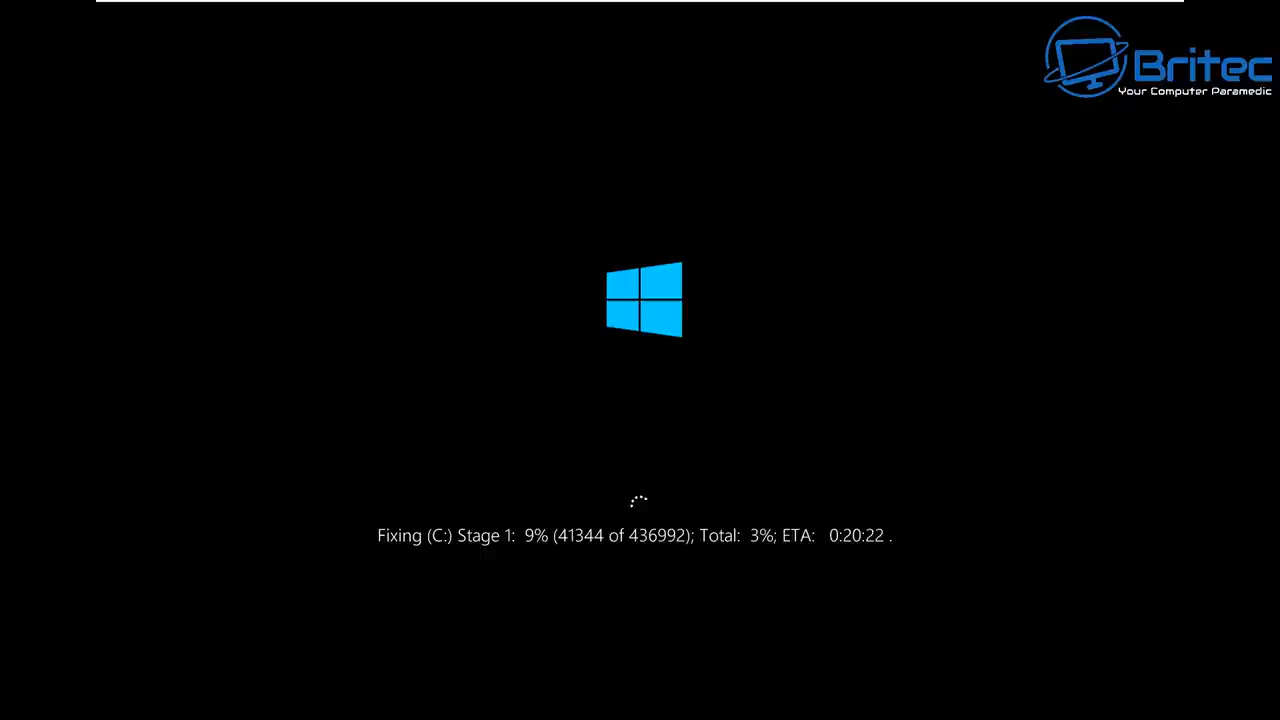 Britec
Your Computer Paramedic
Fixing (C:) Stage 1:  9% (41344 of 436992); Total:  3%; ETA:   0:20:22 .